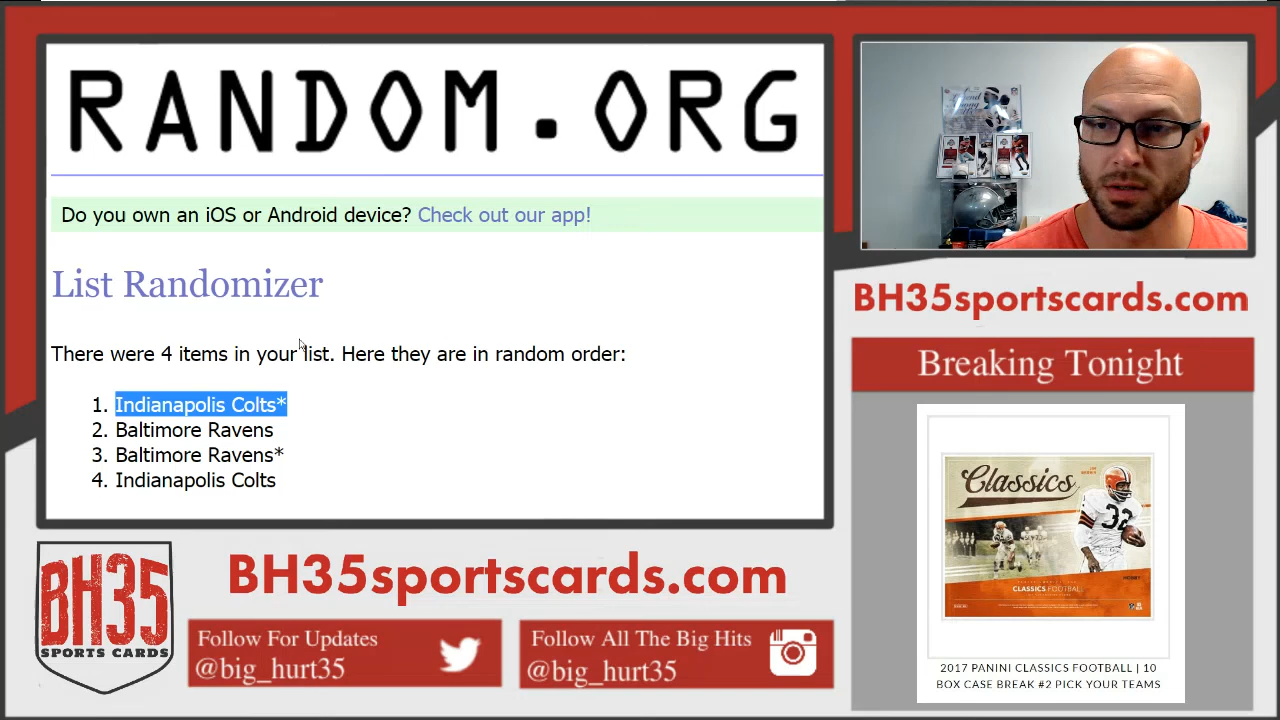 RANDOM.ORG
Do you own an iOS or Android device? Check out our app!
List Randomizer
There were 4 items in your list. Here they are in random order:
1. Indianapolis Colts*
2. Baltimore Ravens
3. Baltimore Ravens*
4. Indianapolis Colts
BH35sportscards.com
Breaking Tonight
Classics
32
CLASSICS FOOTBALL
2017 PANINI CLASSICS FOOTBALL | 10
BOX CASE BREAK #2 PICK YOUR TEAMS
BH35
SPORTS CARDS
BH35sportscards.com
Follow For Updates
@big_hurt35
Follow All The Big Hits
@big_hurt35